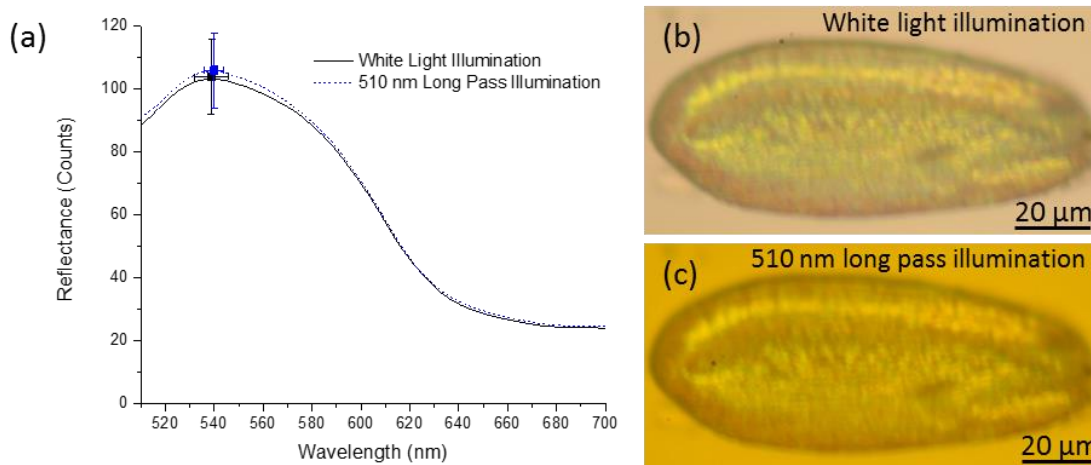 (a)
120
100
80
60
40
20
0
Reflectance (Counts)
White Light Illumination
510 nm Long Pass Illumination
520 540 560 580 600 620 640 660 680 700
Wavelength (nm)
(b)
White light illumination
20 µm
(c)
510 nm long pass illumination
20 µm